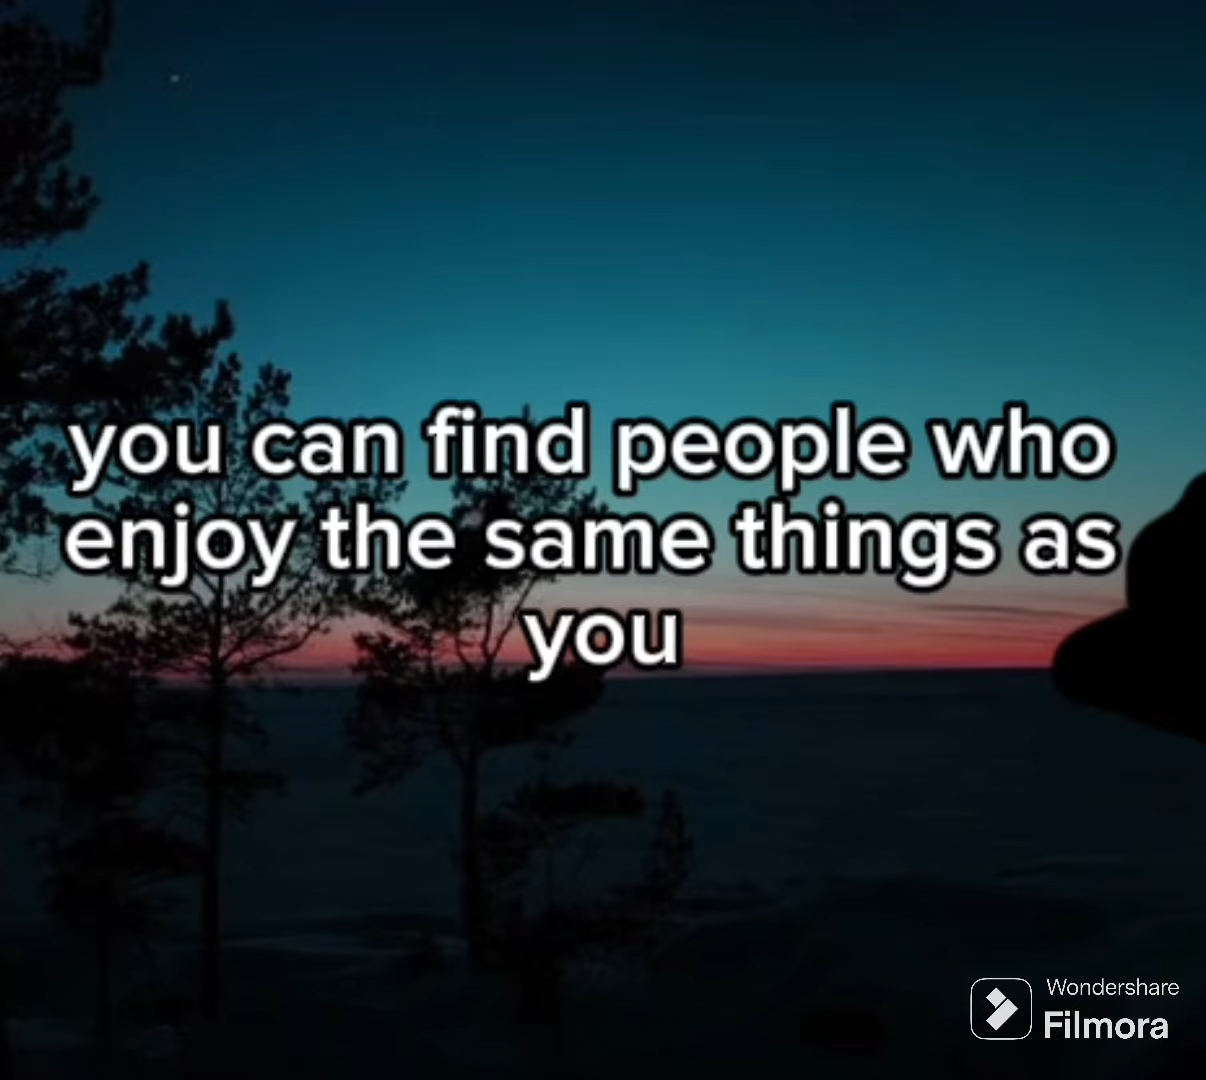 you can find people who
enjoy the same things as
you
Wondershare
Filmora